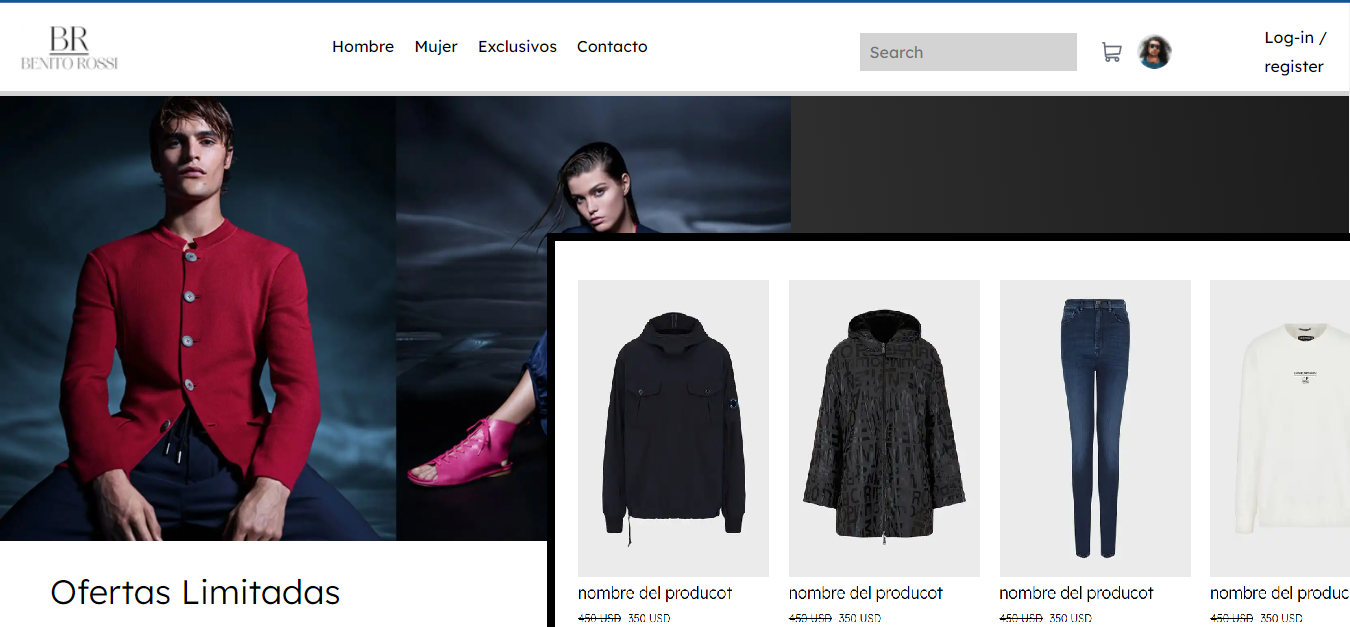 BR
BENITO ROSSI
Hombre Mujer Exclusivos Contacto
Search
Log-in /
register
Ofertas Limitadas
nombre del producot nombre del producot nombre del producot nombre del produc
450 USD 350 USD 450 USD 350 USD 450 USD 350 USD 450 USD 350 USD